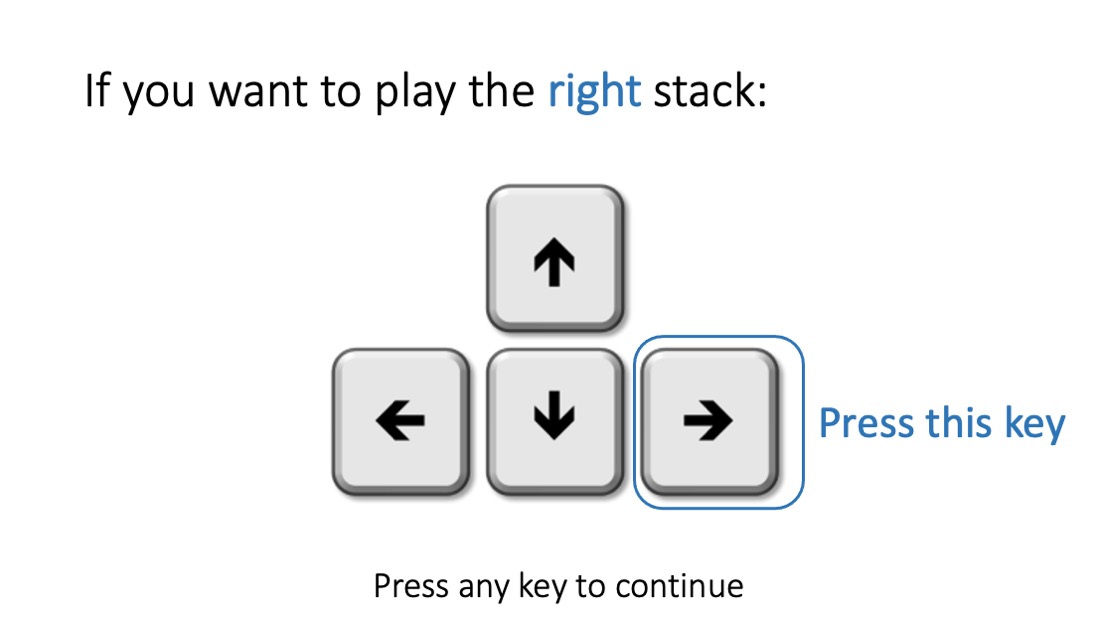 If you want to play the right stack:
Press this key
Press any key to continue